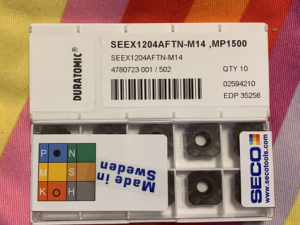 DURATOMIC®
SEEX1204AFTN-M14 ,MP1500
SEEX1204AFTN-M14
4780723 001 / 502
QTY 10
02594210
EDP 35256
P
N
M
S
K
H
Made in
Sweden
SECO
www.secotools.com